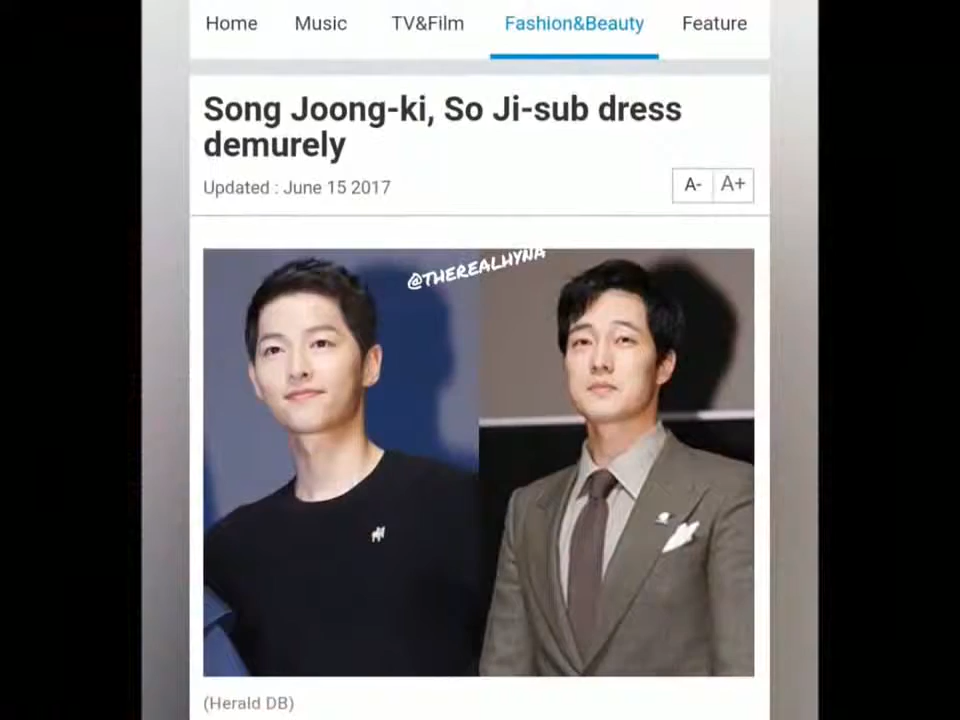 Home Music TV&Film Fashion&Beauty Feature
Song Joong-ki, So Ji-sub dress
demurely
Updated : June 15 2017
A- A+
@THEREALHYNA
(Herald DB)